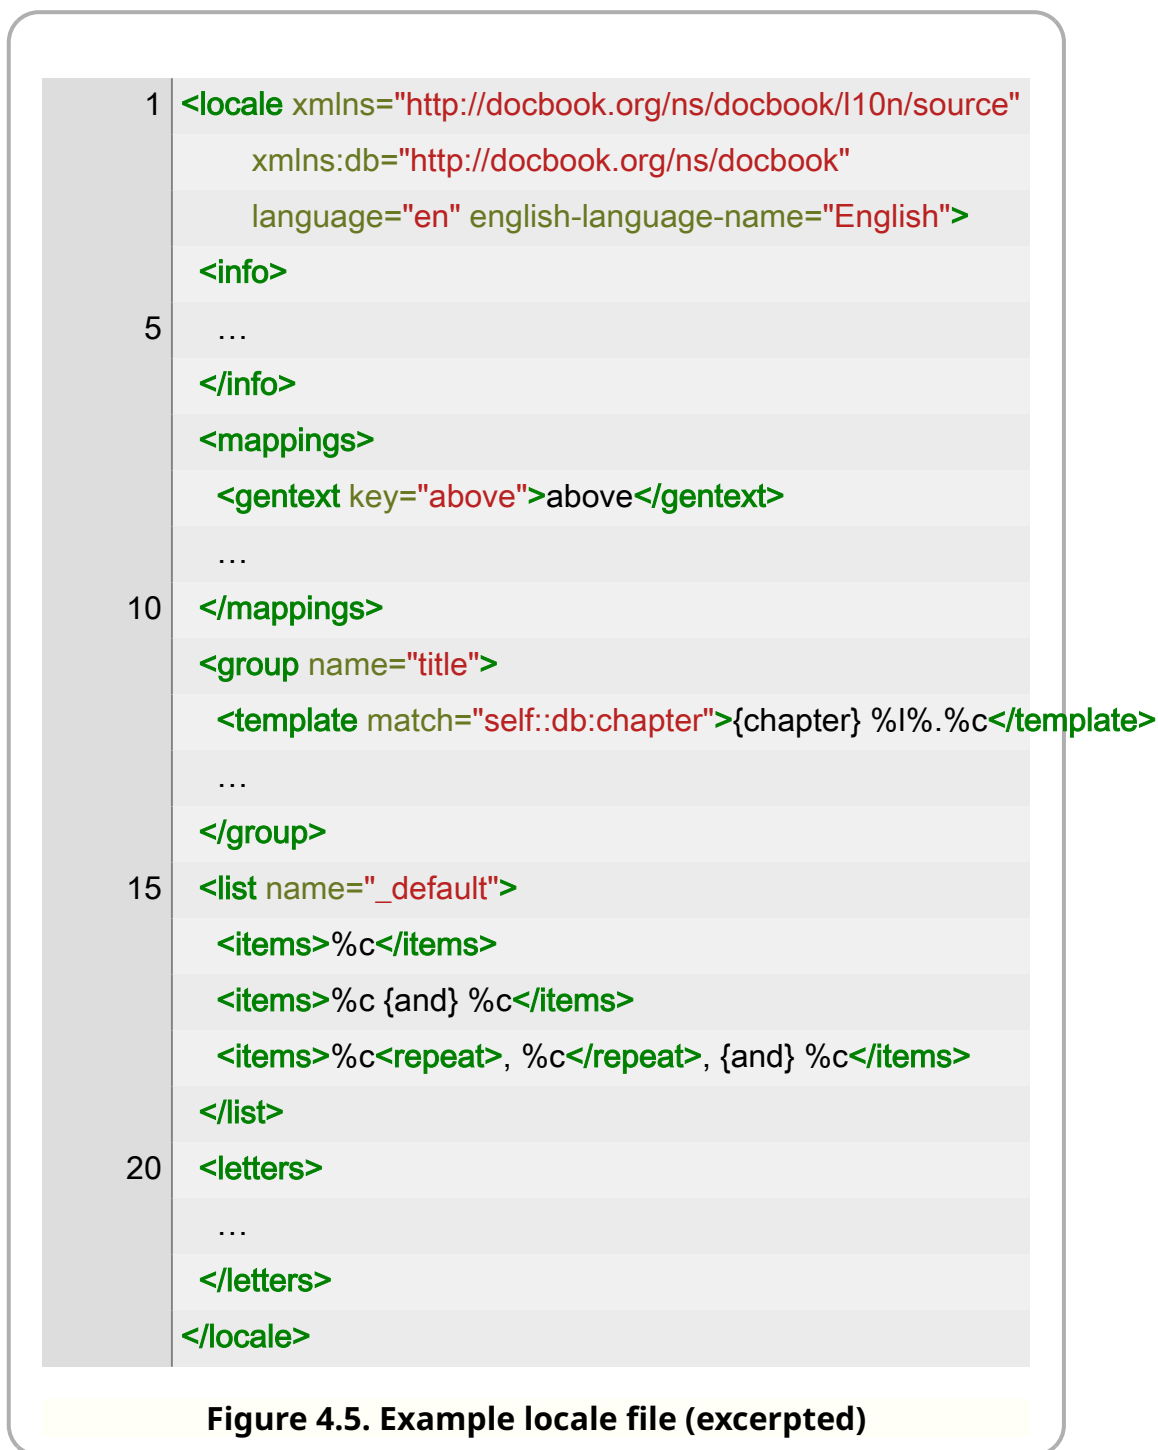 1 <locale xmlns="http://docbook.org/ns/docbook/l10n/source"
xmlns:db="http://docbook.org/ns/docbook"
language="en" english-language-name="English">
<info>
5 …
</info>
<mappings>
<gentext key="above">above</gentext>
…
10 </mappings>
<group name="title">
<template match="self::db:chapter">{chapter} %l%.%c</template>
…
</group>
15 <list name="_default">
<items>%c</items>
<items>%c {and} %c</items>
<items>%c<repeat>, %c</repeat>, {and} %c</items>
</list>
20 <letters>
…
</letters>
</locale>
Figure 4.5. Example locale file (excerpted)